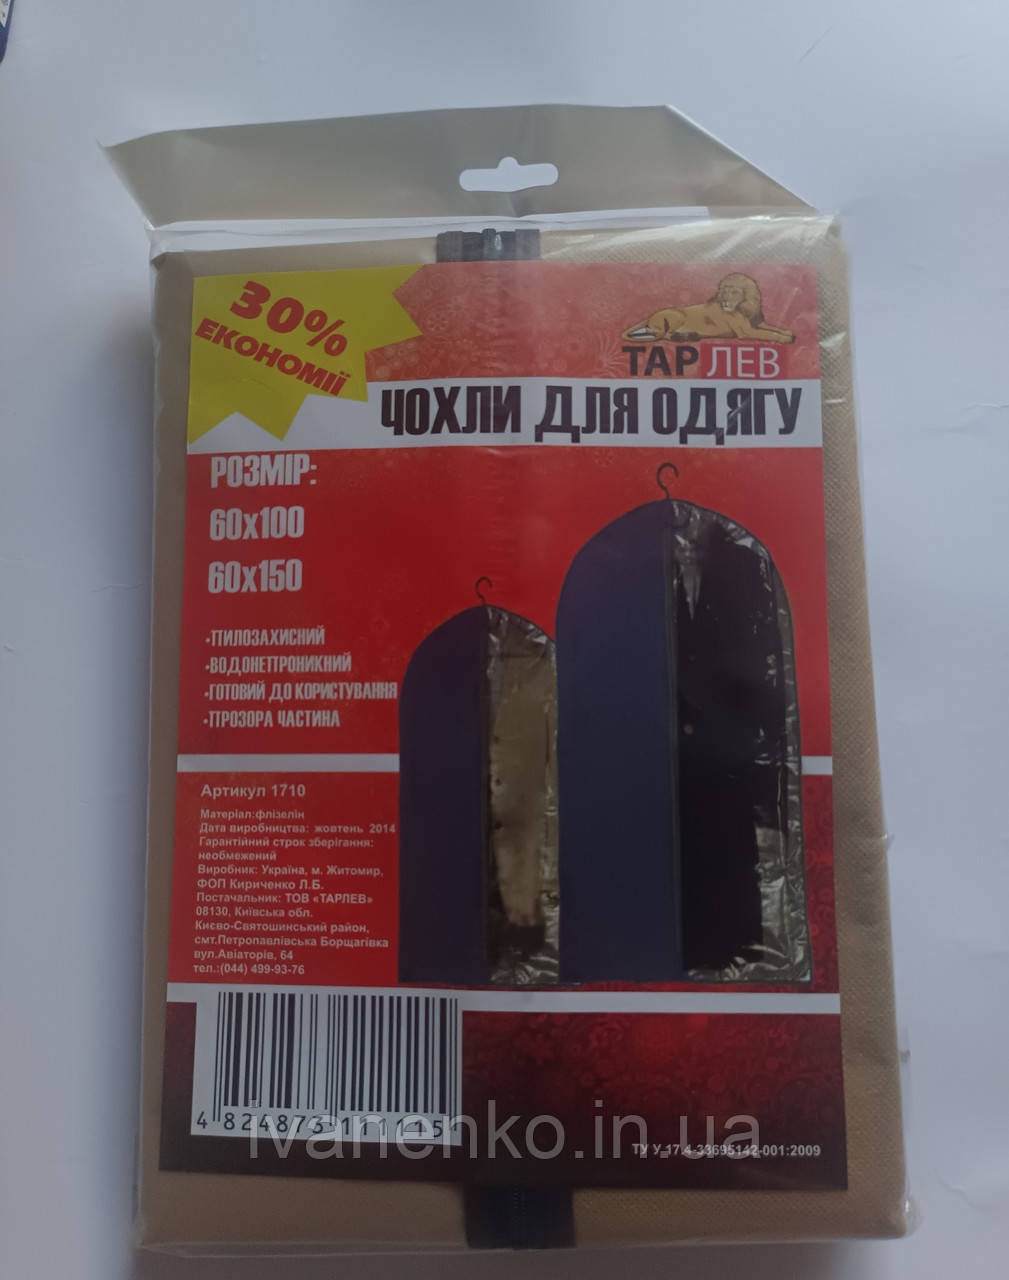 30%
ЕКОНОМІЇ
ТАРЛЕВ
ЧОХЛИ ДЛЯ ОДЯГУ
РОЗМІР:
60х100
60х150
•ПИЛОЗАХИСНИЙ
•ВОДОНЕПРОНИКНИЙ
•ГОТОВИЙ ДО КОРИСТУВАННЯ
•ПРОЗОРА ЧАСТИНА
Артикул 1710
Матеріал:флізелін
Дата виробництва: жовтень 2014
Гарантійний строк зберігання:
необмежений
Виробник: Україна, м. Житомир,
ФОП Кириченко Л.Б.
Постачальник: ТОВ «ТАРЛЕВ»
08130, Київська обл.
Києво-Святошинський район,
смт.Петропавлівська Борщагівка
вул.Авіаторів, 64
тел.:(044) 499-93-76
4 824873 111115
ivanenko.in.ua
ТУ У 17.4-33695142-001:2009